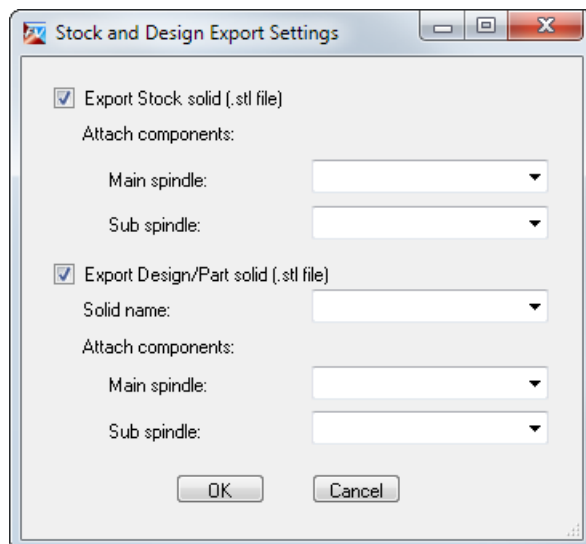 Stock and Design Export Settings
Export Stock solid (.stl file)
Attach components:
Main spindle:
Sub spindle:
Export Design/Part solid (.stl file)
Solid name:
Attach components:
Main spindle:
Sub spindle:
OK Cancel